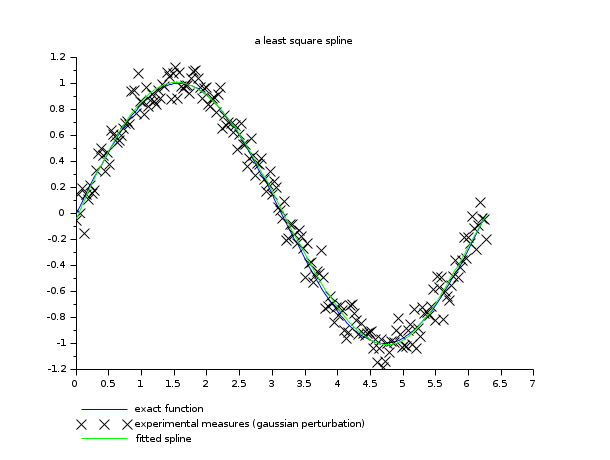 a least square spline
1.2
1
0.8
0.6
0.4
0.2
0
-0.2
-0.4
-0.6
-0.8
-1
-1.2
0 0.5 1 1.5 2 2.5 3 3.5 4 4.5 5 5.5 6 6.5 7
exact function
experimental measures (gaussian perturbation)
fitted spline